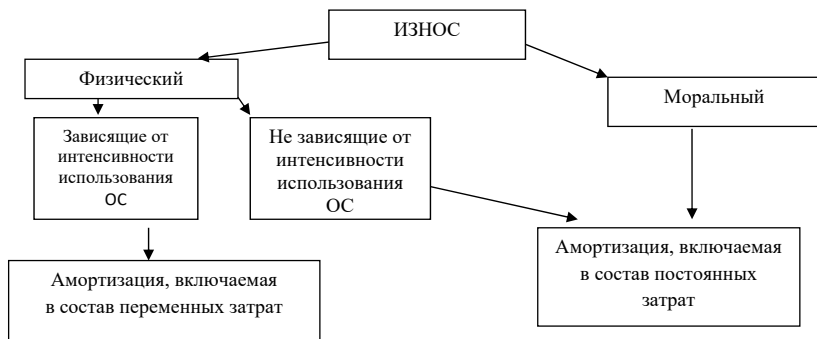 ИЗНОС
Физический
Моральный
Зависящие от
интенсивности
использования
ОС
Не зависящие от
интенсивности
использования
ОС
Амортизация, включаемая
в состав переменных затрат
Амортизация, включаемая
в состав постоянных
затрат